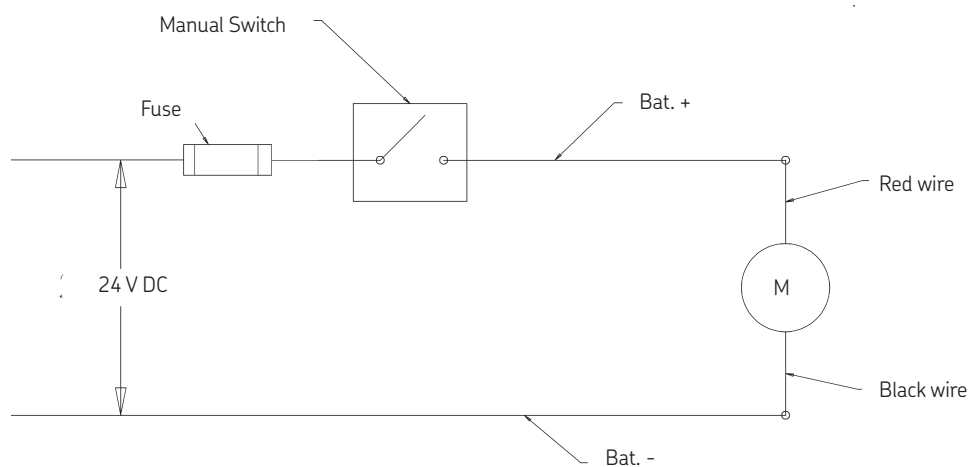 Manual Switch
Fuse
Bat. +
Red wire
24 V DC
M
Black wire
Bat. -